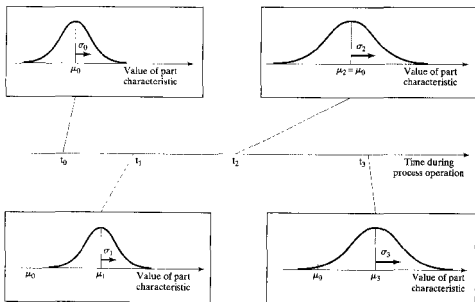 σ₀
μ₀
Value of part
characteristic
σ₂
μ₂ = μ₀
Value of part
characteristic
t₀
t₁
t₂
t₃
Time during
process operation
σ₁
μ₀
μ₁
Value of part
characteristic
σ₃
μ₀
μ₃
Value of part
characteristic